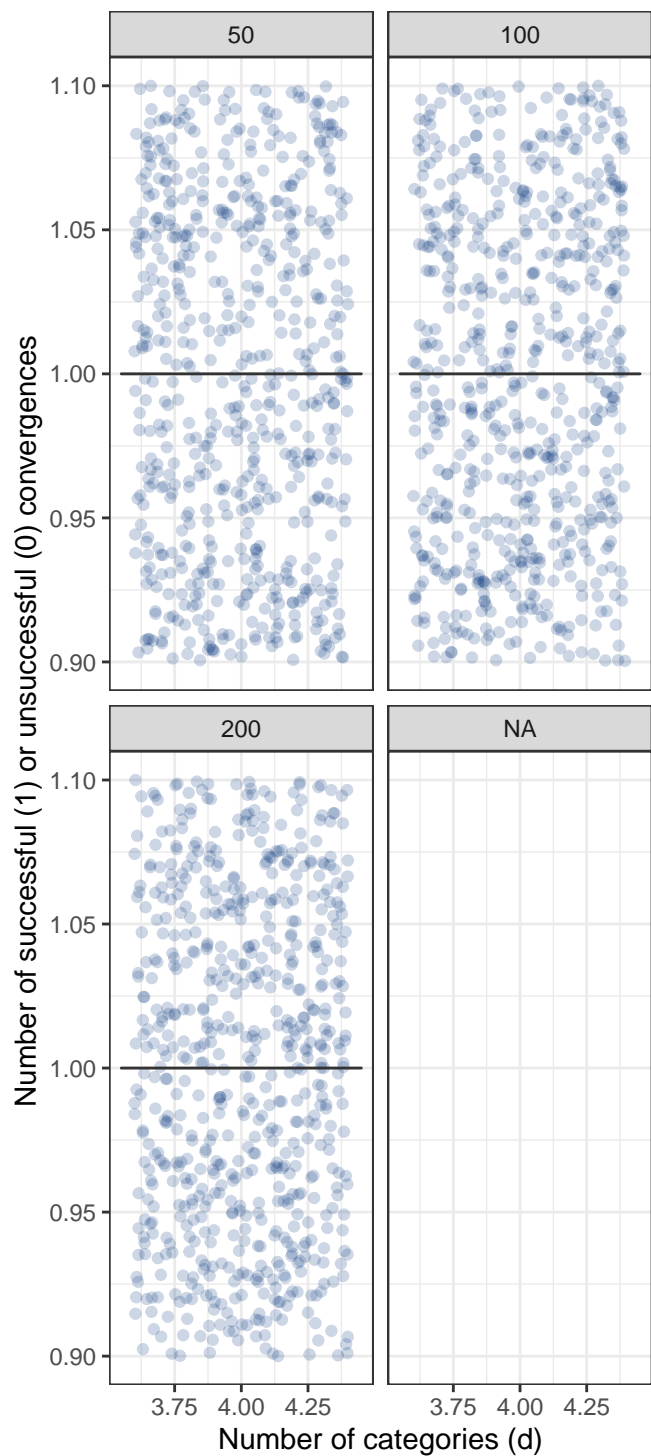 50
100
1.10
1.05
1.00
0.95
0.90
200
NA
1.10
1.05
1.00
0.95
0.90
3.75 4.00 4.25
3.75 4.00 4.25
Number of categories (d)
Number of successful (1) or unsuccessful (0) convergences